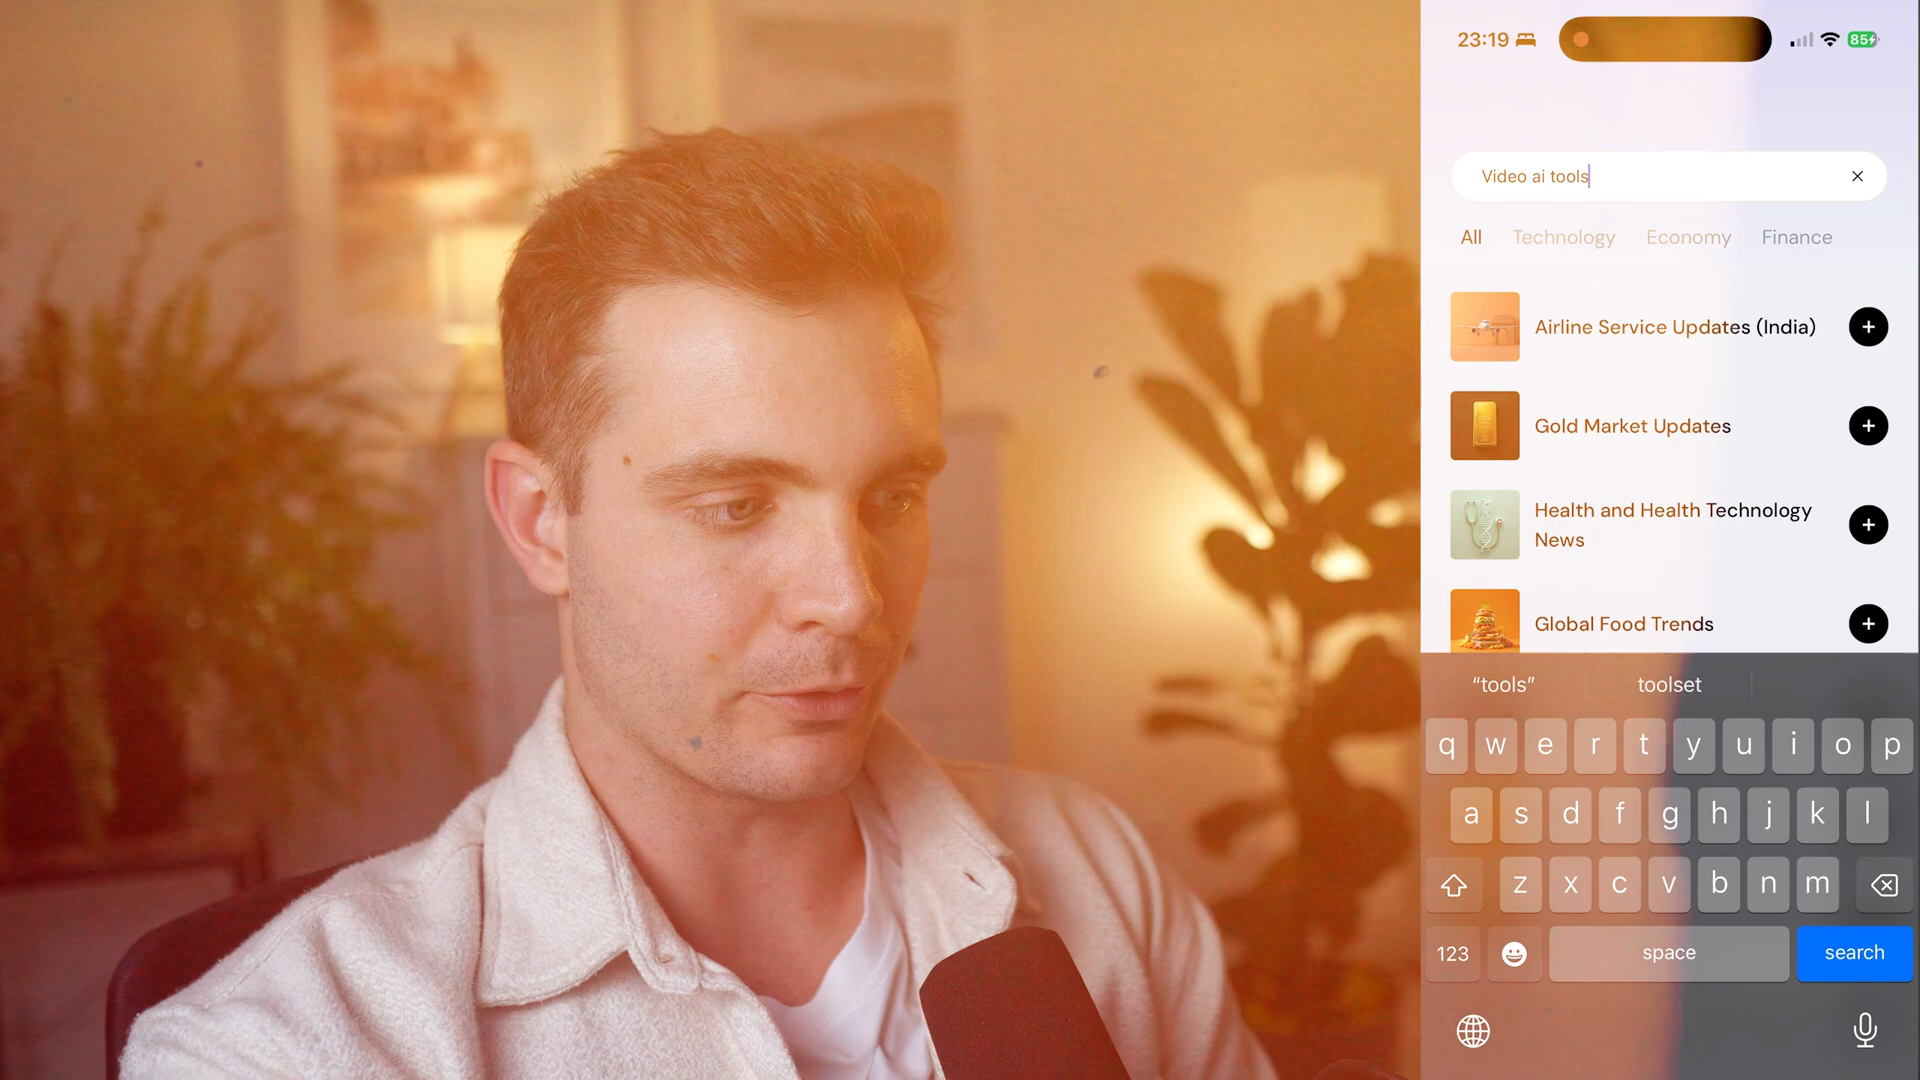 23:19
85
Video ai tools
All Technology Economy Finance
Airline Service Updates (India)
Gold Market Updates
Health and Health Technology
News
Global Food Trends
“tools” toolset
q w e r t y u i o p
a s d f g h j k l
z x c v b n m
123 space search